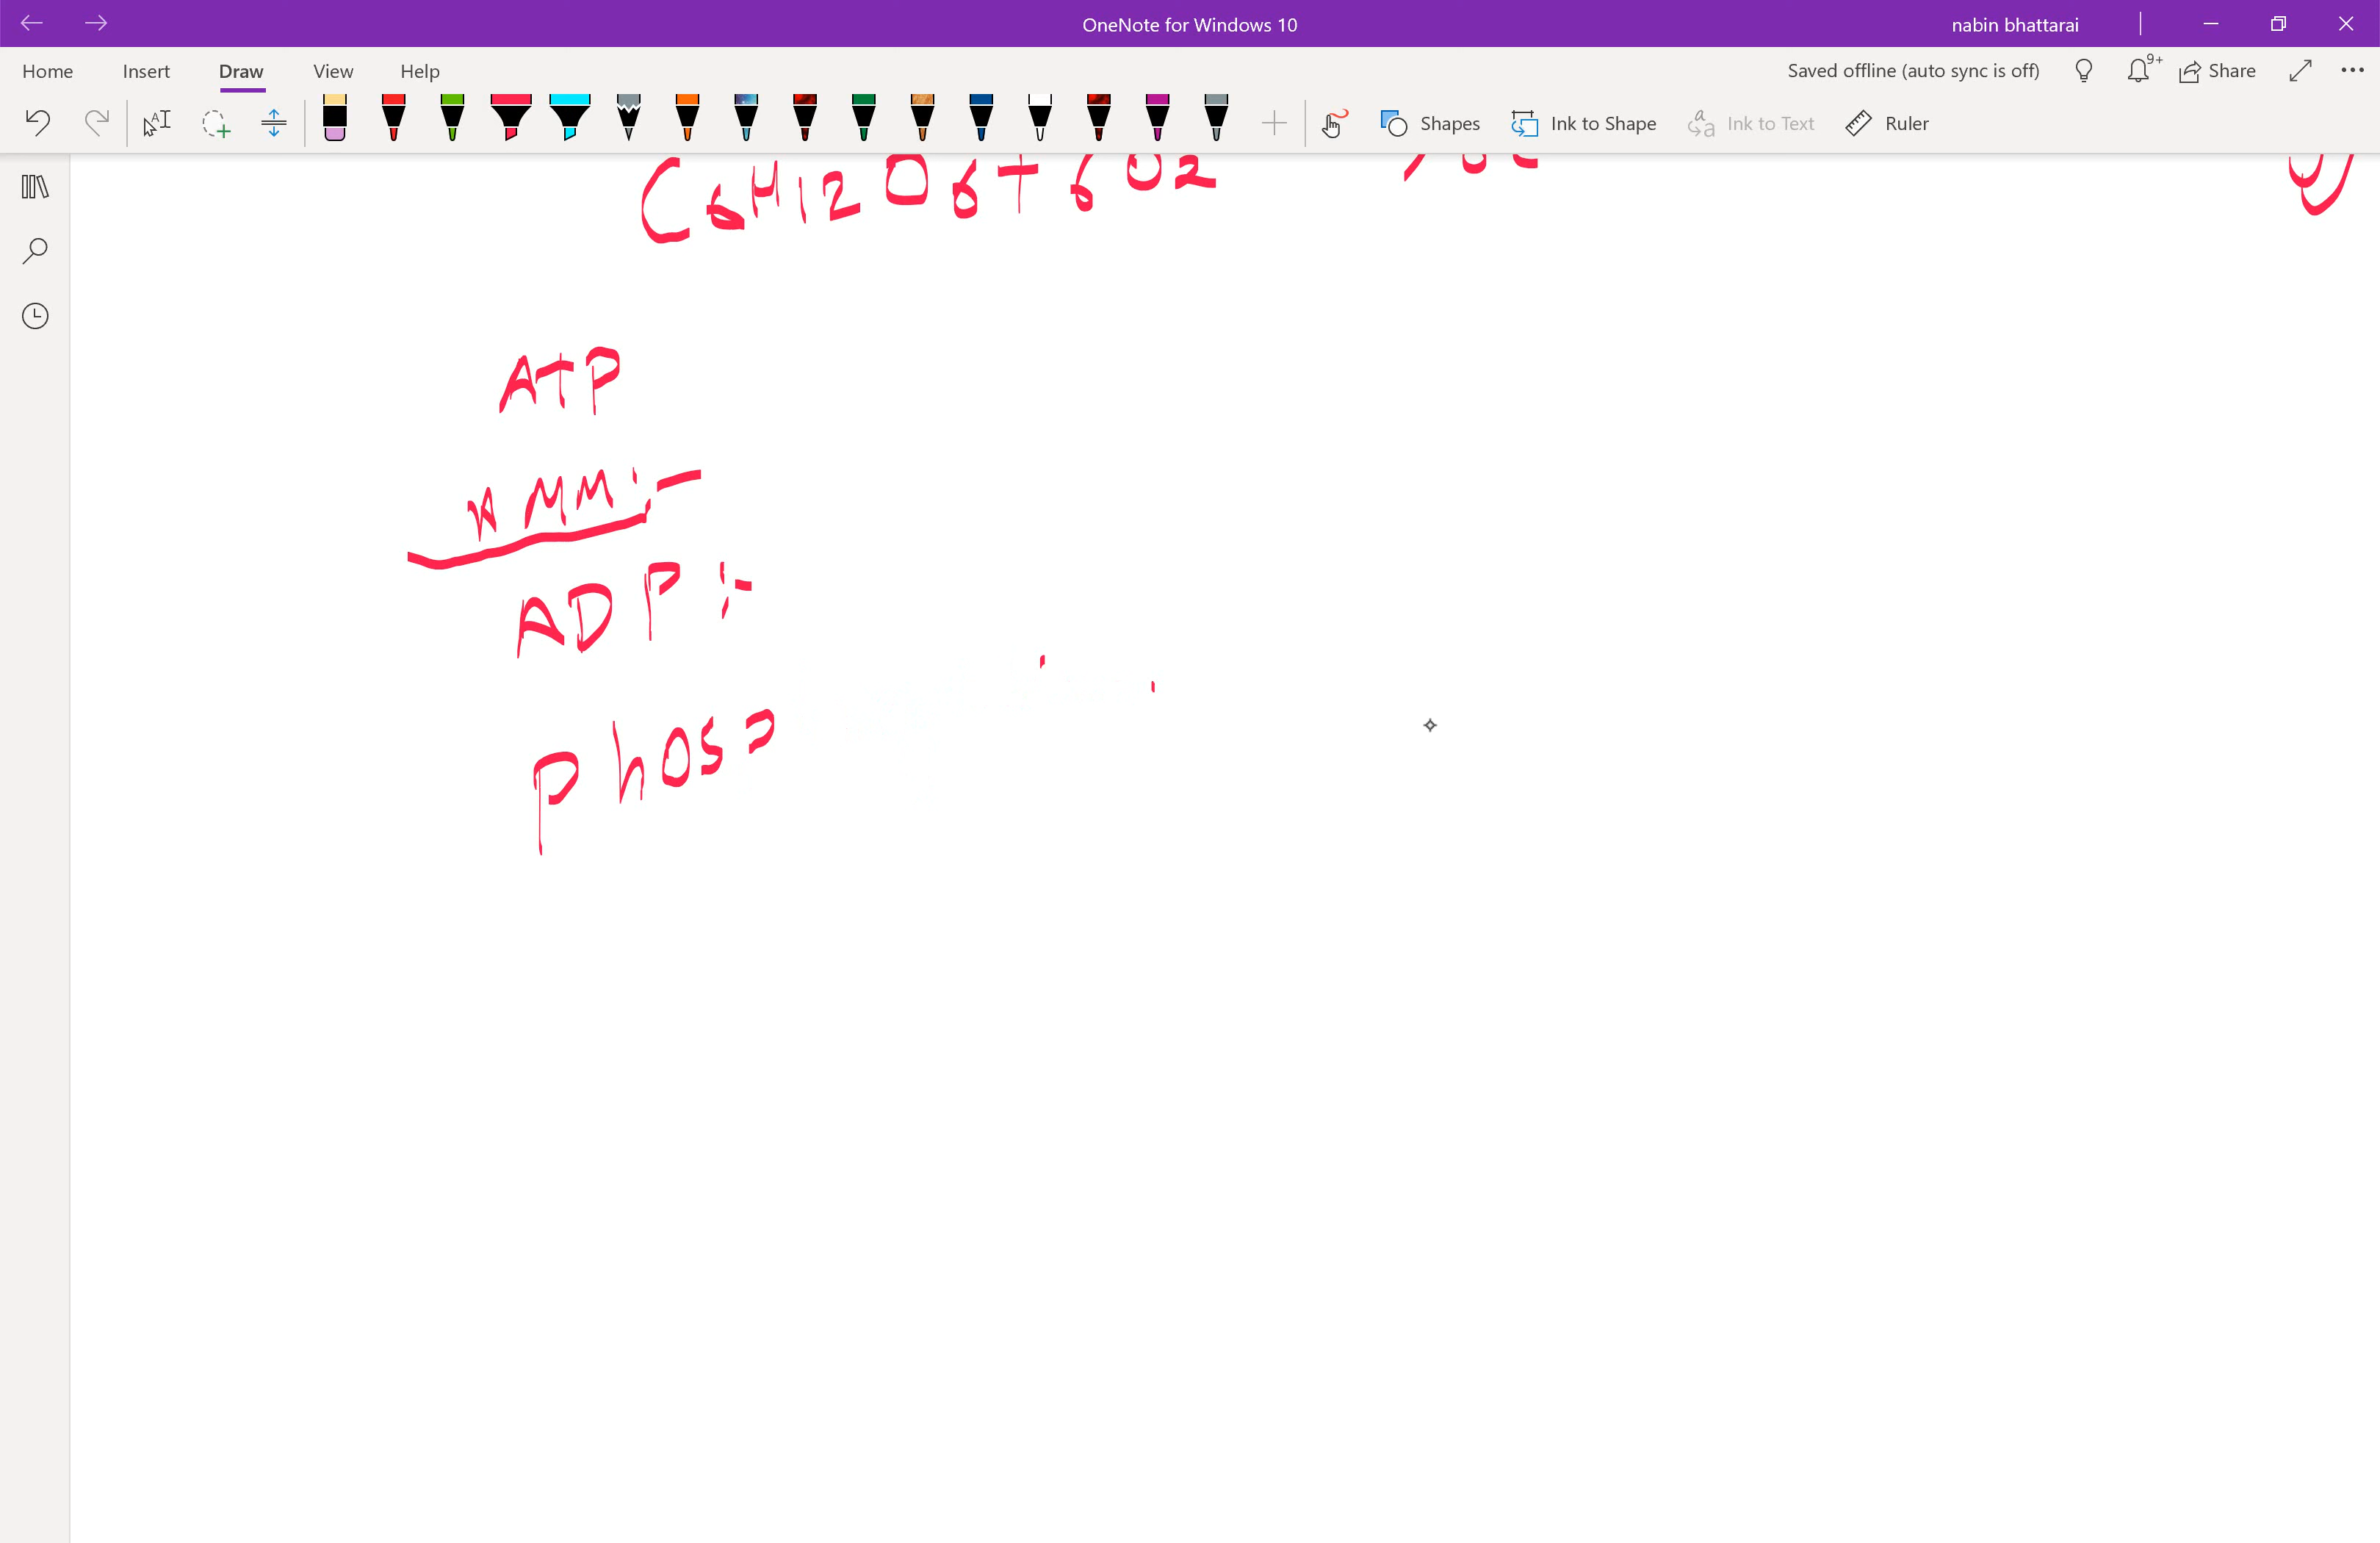 OneNote for Windows 10
nabin bhattarai
Home Insert Draw View Help
Saved offline (auto sync is off) 9+ Share
Shapes Ink to Shape Ink to Text Ruler
C6H12O6+6O2
ATP
ADP :-
phos